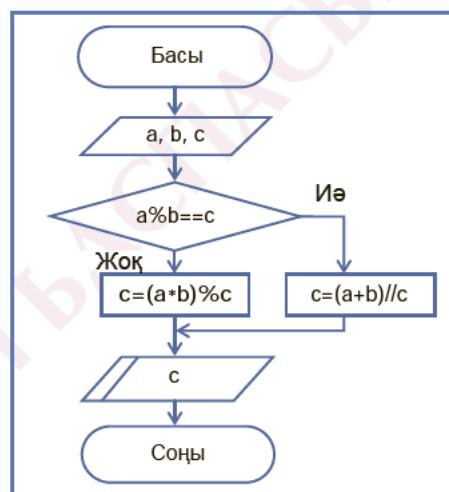 Басы
a, b, c
a%b==c
Иә
Жоқ
c=(a*b)%c
c=(a+b)//c
c
Соңы